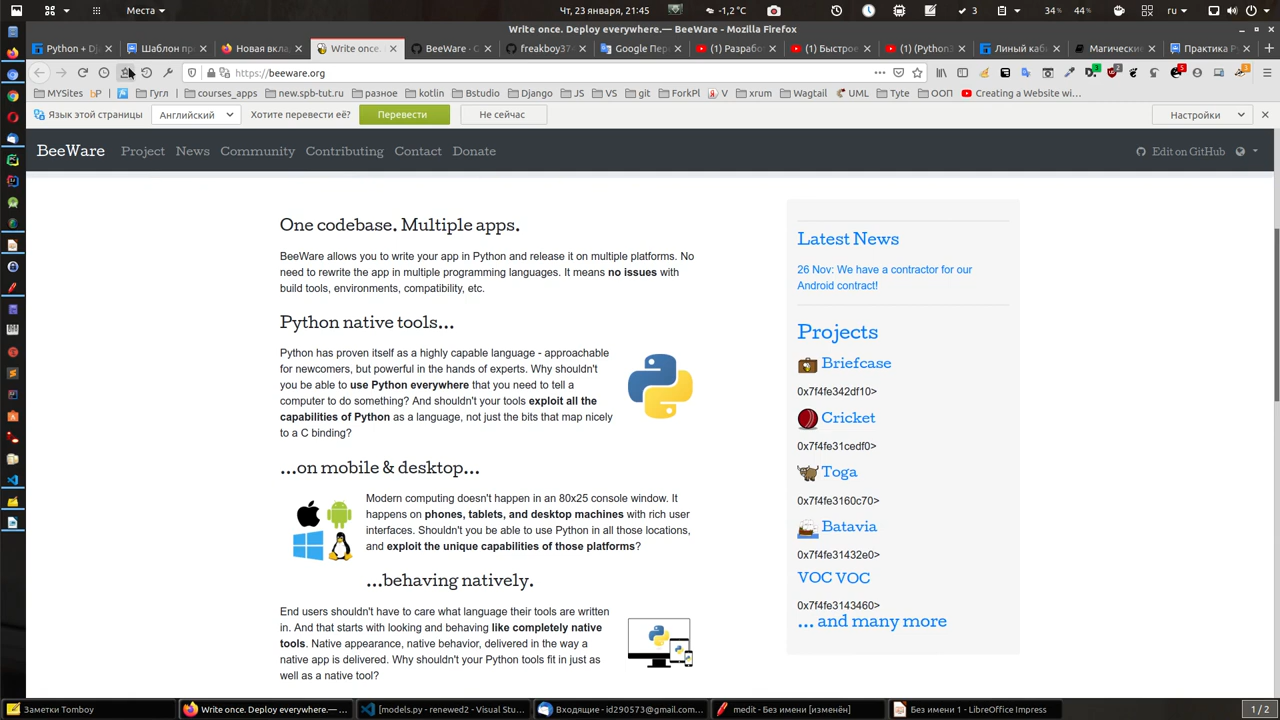 Места
Чт, 23 января, 21:45
-1,2 °C
3
34%
44%
ru
Write once. Deploy everywhere.— BeeWare - Mozilla Firefox
Python + Dj
Шаблон пр
Новая вкла
Write once.
BeeWare - G
freakboy37
Google Пер
(1) Разрабо
(1) Быстрое
(1) (Python3
Линый каб
Магические
Практика P
https://beeware.org
MYSites
bP
Гугл
courses_apps
new.spb-tut.ru
разное
kotlin
Bstudio
Django
JS
VS
git
ForkPl
V
xrum
Wagtail
UML
Tyte
ООП
Creating a Website wi...
Язык этой страницы
Английский
Хотите перевести её?
Перевести
Не сейчас
Настройки
BeeWare
Project
News
Community
Contributing
Contact
Donate
Edit on GitHub
One codebase. Multiple apps.
BeeWare allows you to write your app in Python and release it on multiple platforms. No
need to rewrite the app in multiple programming languages. It means no issues with
build tools, environments, compatibility, etc.
Python native tools...
Python has proven itself as a highly capable language - approachable
for newcomers, but powerful in the hands of experts. Why shouldn't
you be able to use Python everywhere that you need to tell a
computer to do something? And shouldn't your tools exploit all the
capabilities of Python as a language, not just the bits that map nicely
to a C binding?
...on mobile & desktop...
Modern computing doesn't happen in an 80x25 console window. It
happens on phones, tablets, and desktop machines with rich user
interfaces. Shouldn't you be able to use Python in all those locations,
and exploit the unique capabilities of those platforms?
...behaving natively.
End users shouldn't have to care what language their tools are written
in. And that starts with looking and behaving like completely native
tools. Native appearance, native behavior, delivered in the way a
native app is delivered. Why shouldn't your Python tools fit in just as
well as a native tool?
Latest News
26 Nov: We have a contractor for our
Android contract!
Projects
Briefcase
0x7f4fe342df10>
Cricket
0x7f4fe31cedf0>
Toga
0x7f4fe3160c70>
Batavia
0x7f4fe31432e0>
VOC VOC
0x7f4fe3143460>
... and many more
Заметки Tomboy
Write once. Deploy everywhere.— ...
[models.py - renewed2 - Visual Stu...
Входящие - id290573@gmail.com...
medit - Без имени [изменён]
Без имени 1 - LibreOffice Impress
1 / 2